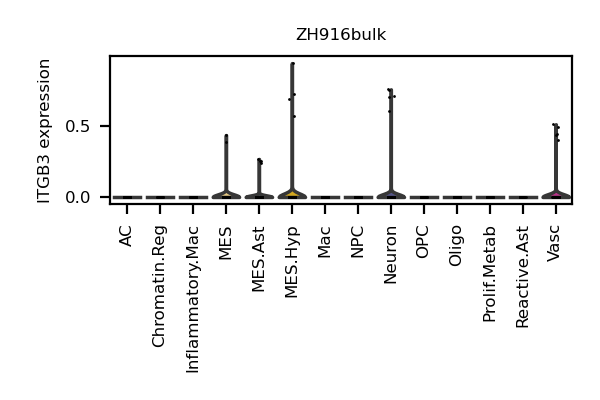 ZH916bulk
ITGB3 expression
0.5
0.0
AC
Chromatin.Reg
Inflammatory.Mac
MES
MES.Ast
MES.Hyp
Mac
NPC
Neuron
OPC
Oligo
Prolif.Metab
Reactive.Ast
Vasc